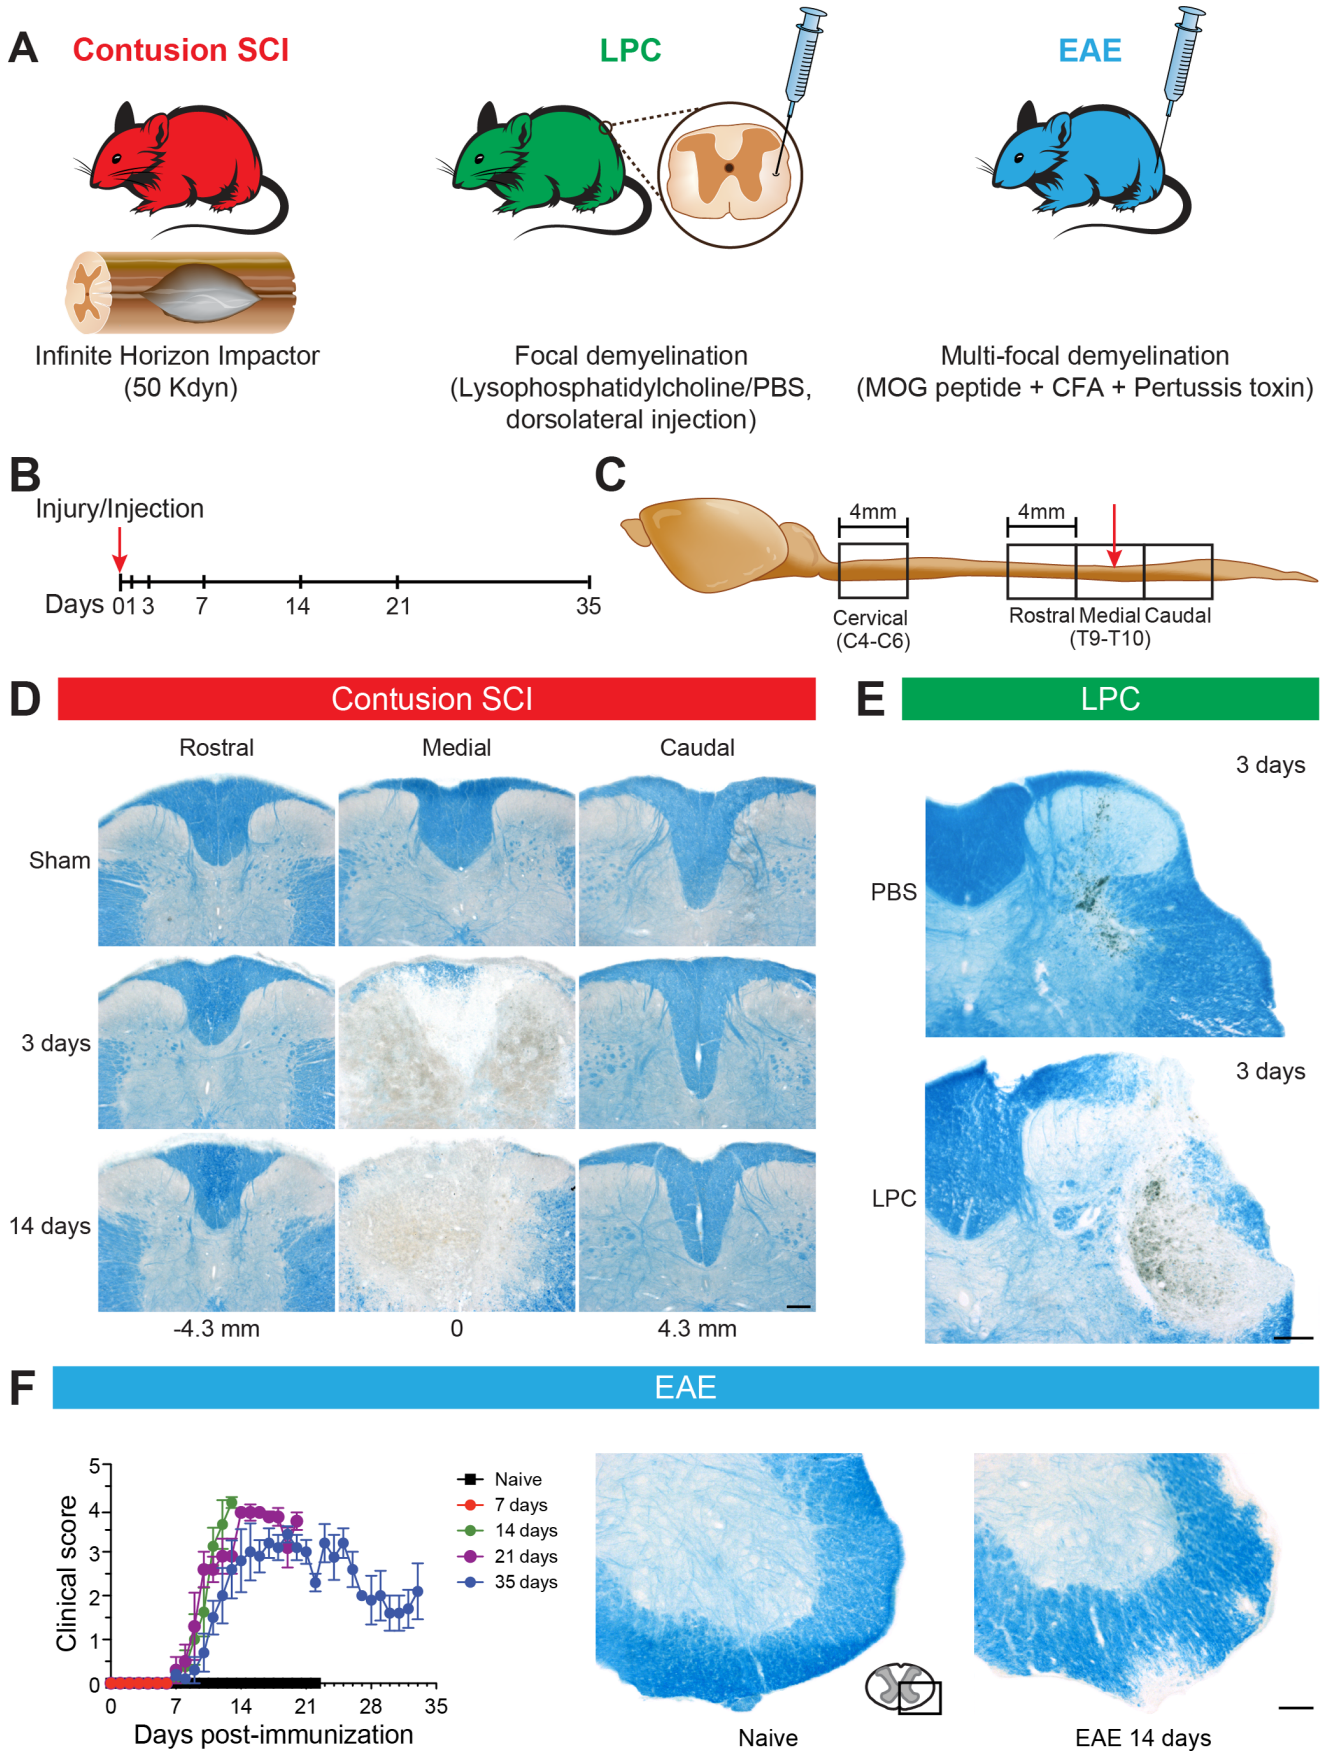 A
Contusion SCI
LPC
EAE
Infinite Horizon Impactor
(50 Kdyn)
Focal demyelination
(Lysophosphatidylcholine/PBS,
dorsolateral injection)
Multi-focal demyelination
(MOG peptide + CFA + Pertussis toxin)
B
Injury/Injection
Days 0 1 3 7 14 21 35
C
4mm
4mm
Cervical
(C4-C6)
Rostral Medial Caudal
(T9-T10)
D
Contusion SCI
Rostral Medial Caudal
Sham
3 days
14 days
-4.3 mm 0 4.3 mm
E
LPC
3 days
PBS
3 days
LPC
F
EAE
Clinical score
5
4
3
2
1
0
0 7 14 21 28 35
Days post-immunization
Naive
7 days
14 days
21 days
35 days
Naive
EAE 14 days